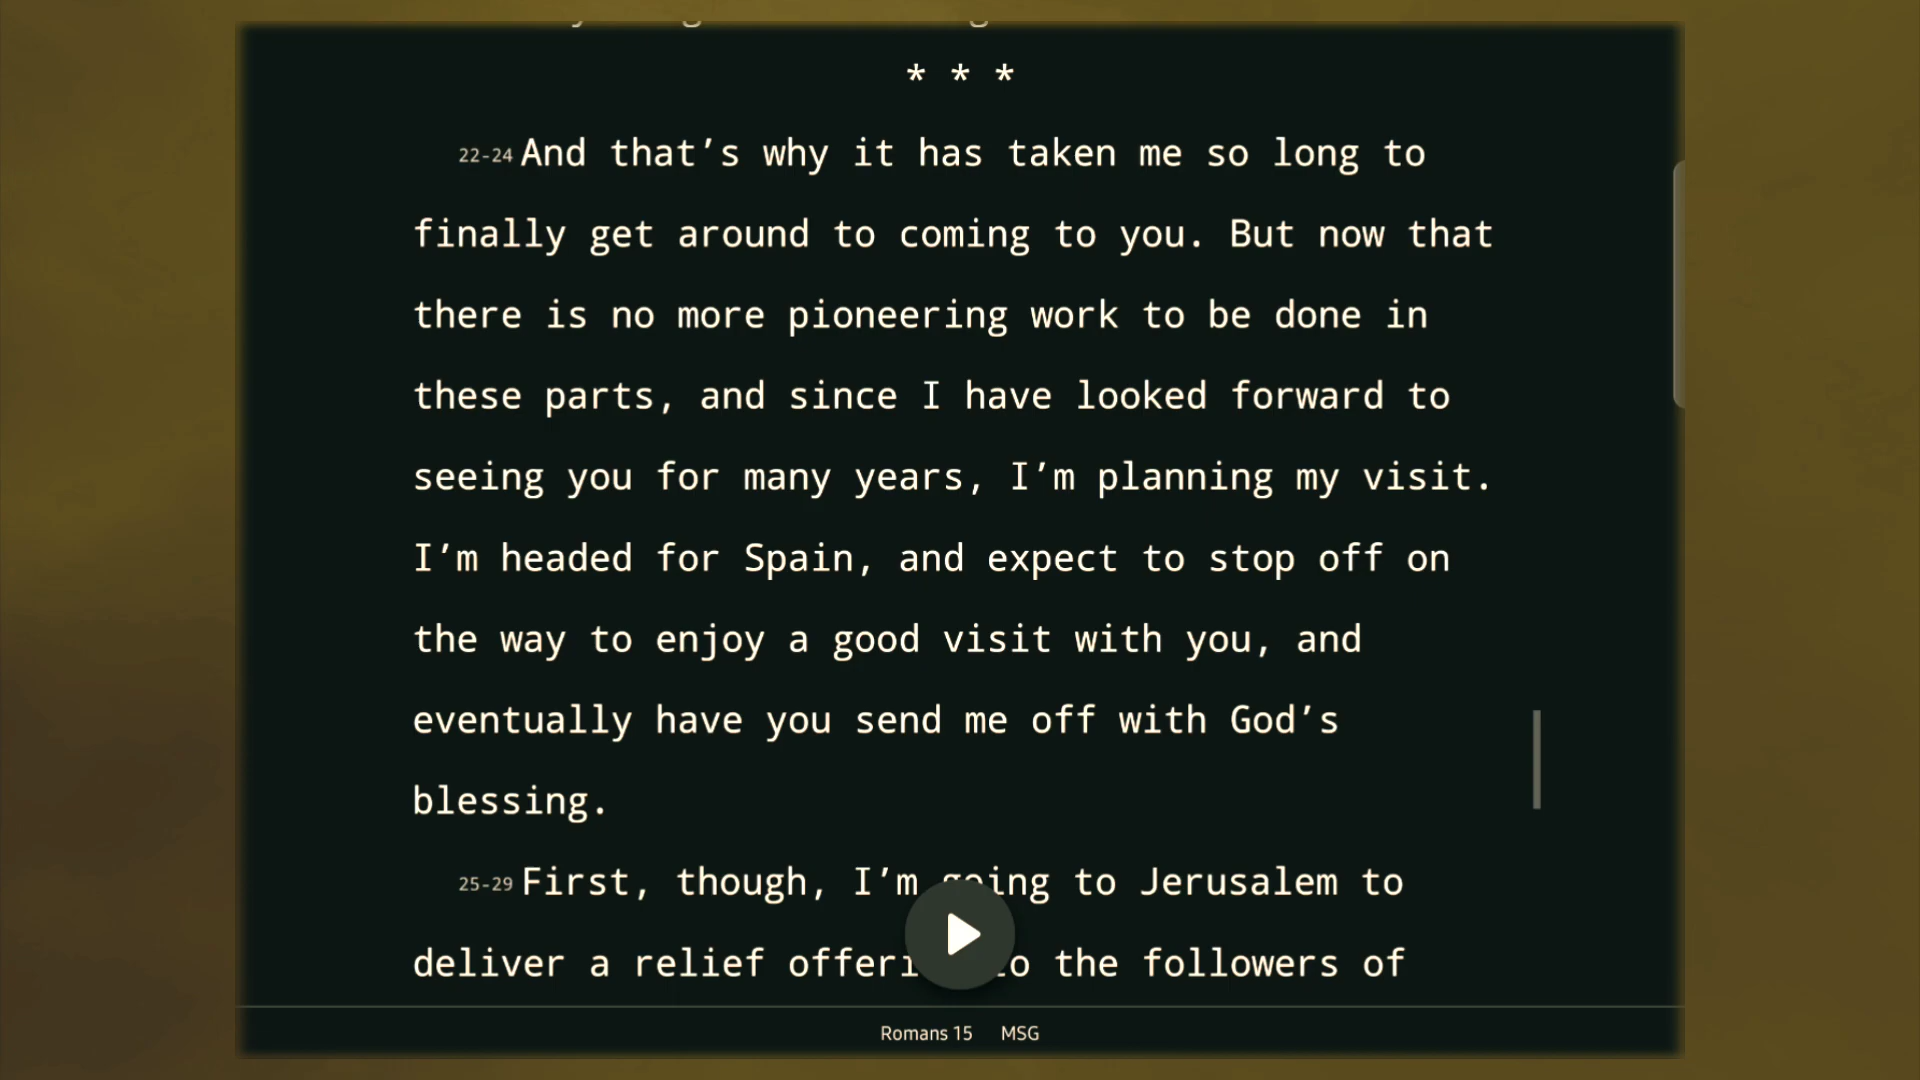 * * *
22-24 And that’s why it has taken me so long to
finally get around to coming to you. But now that
there is no more pioneering work to be done in
these parts, and since I have looked forward to
seeing you for many years, I’m planning my visit.
I’m headed for Spain, and expect to stop off on
the way to enjoy a good visit with you, and
eventually have you send me off with God’s
blessing.
25-29 First, though, I’m going to Jerusalem to
deliver a relief the followers of
Romans 15 MSG